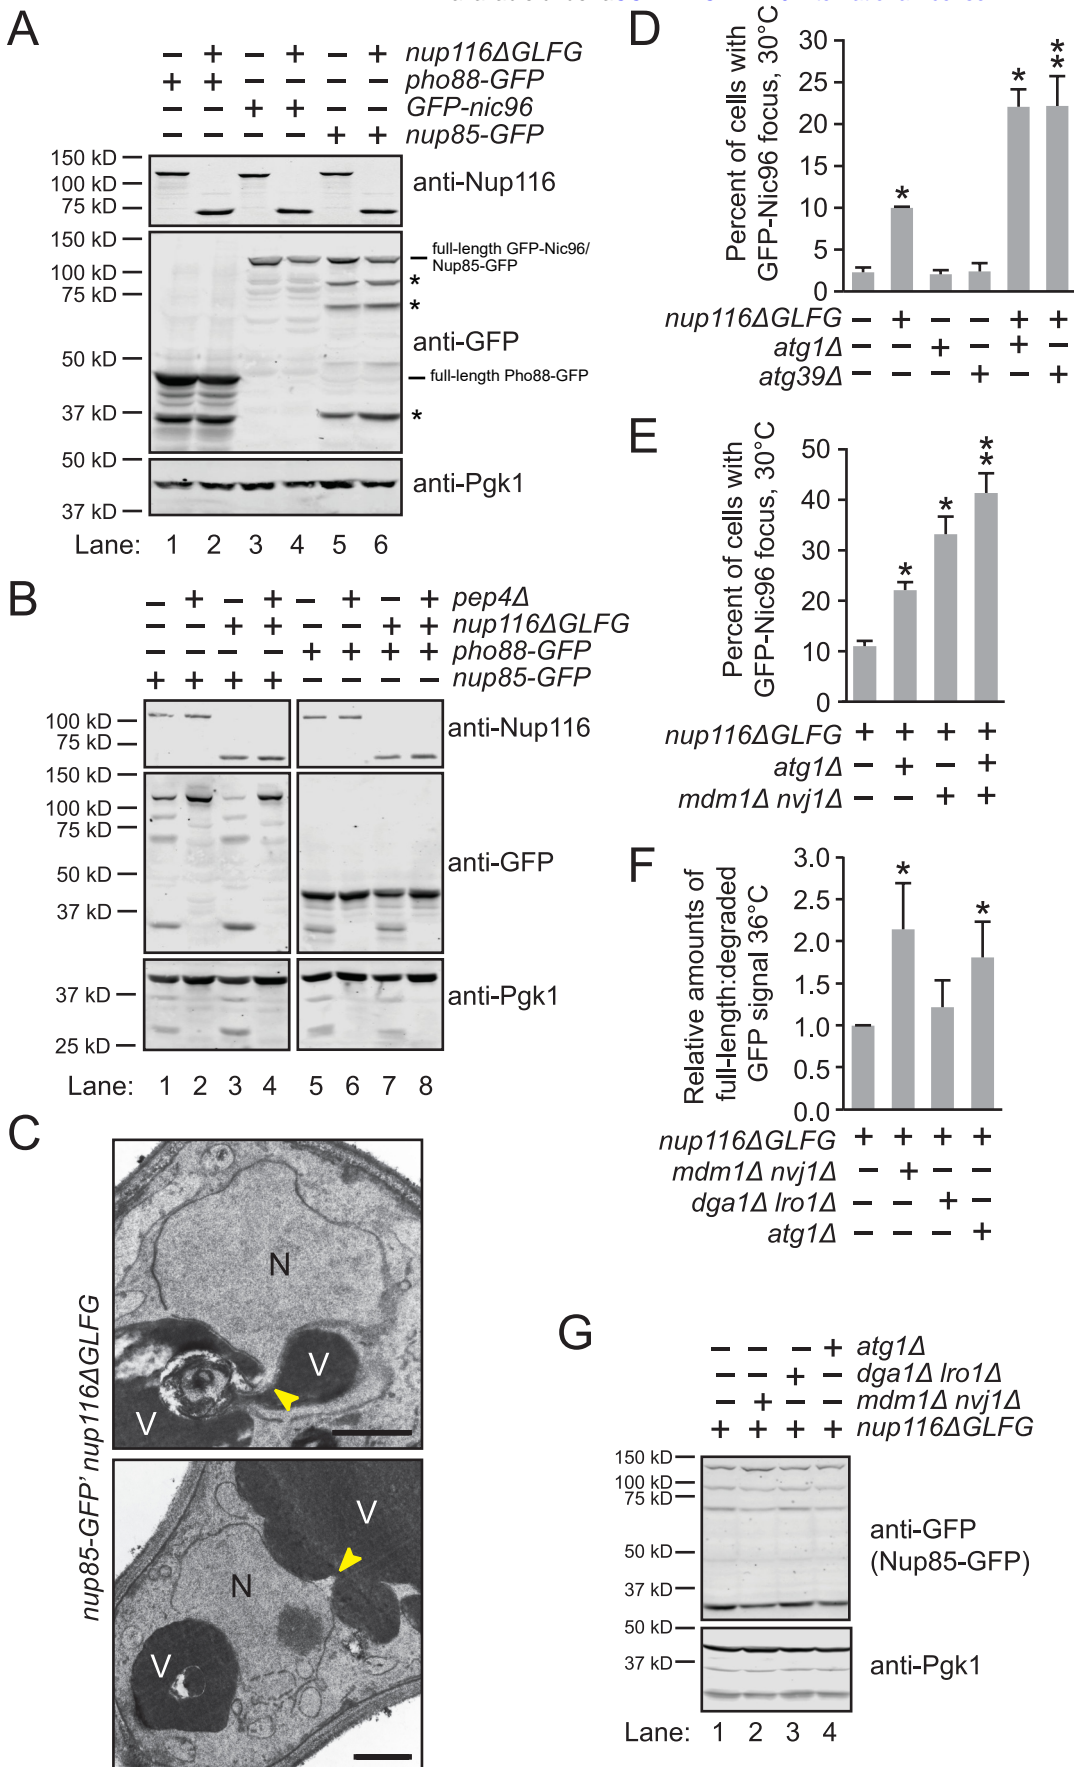 A
− + − + − + nup116ΔGLFG
+ + − − − − pho88-GFP
− − + + − − GFP-nic96
− − − − + + nup85-GFP
150 kD
100 kD
75 kD
anti-Nup116
150 kD
100 kD
75 kD
50 kD
37 kD
full-length GFP-Nic96/
Nup85-GFP
*
*
anti-GFP
full-length Pho88-GFP
*
50 kD
37 kD
anti-Pgk1
Lane: 1 2 3 4 5 6
B
− + − + − + − + pep4Δ
− − + + − − + + nup116ΔGLFG
− − − − + + + + pho88-GFP
+ + + + − − − − nup85-GFP
100 kD
75 kD
anti-Nup116
150 kD
100 kD
75 kD
50 kD
37 kD
anti-GFP
37 kD
25 kD
anti-Pgk1
Lane: 1 2 3 4 5 6 7 8
C
nup85-GFP' nup116ΔGLFG
N
V
V
V
N
V
D
Percent of cells with
GFP-Nic96 focus, 30°C
30
25
20
15
10
5
0
* * **
nup116ΔGLFG − + − − + +
atg1Δ − − + − + −
atg39Δ − − − + − +
E
Percent of cells with
GFP-Nic96 focus, 30°C
50
40
30
20
10
0
* * **
nup116ΔGLFG + + + +
atg1Δ − + − +
mdm1Δ nvj1Δ − − + +
F
Relative amounts of
full-length:degraded
GFP signal 36°C
3.0
2.5
2.0
1.5
1.0
0.5
0.0
* *
nup116ΔGLFG + + + +
mdm1Δ nvj1Δ − + − −
dga1Δ lro1Δ − − + −
atg1Δ − − − +
G
− − − + atg1Δ
− − + − dga1Δ lro1Δ
− + − − mdm1Δ nvj1Δ
+ + + + nup116ΔGLFG
150 kD
100 kD
75 kD
50 kD
37 kD
anti-GFP
(Nup85-GFP)
50 kD
37 kD
anti-Pgk1
Lane: 1 2 3 4